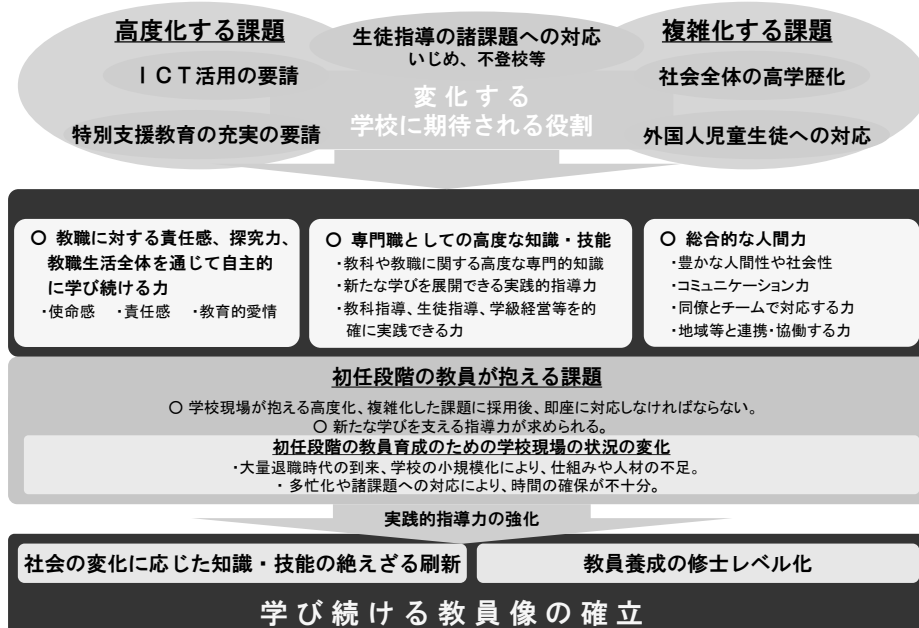 高度化する課題
ＩＣＴ活用の要請
特別支援教育の充実の要請
生徒指導の諸課題への対応
いじめ、不登校等
変化する
学校に期待される役割
複雑化する課題
社会全体の高学歴化
外国人児童生徒への対応
○ 教職に対する責任感、探究力、
教職生活全体を通じて自主的
に学び続ける力
・使命感　・責任感　・教育的愛情
○ 専門職としての高度な知識・技能
・教科や教職に関する高度な専門的知識
・新たな学びを展開できる実践的指導力
・教科指導、生徒指導、学級経営等を的
確に実践できる力
○ 総合的な人間力
・豊かな人間性や社会性
・コミュニケーション力
・同僚とチームで対応する力
・地域等と連携・協働する力
初任段階の教員が抱える課題
○ 学校現場が抱える高度化、複雑化した課題に採用後、即座に対応しなければならない。
○ 新たな学びを支える指導力が求められる。
初任段階の教員育成のための学校現場の状況の変化
・大量退職時代の到来、学校の小規模化により、仕組みや人材の不足。
・多忙化や諸課題への対応により、時間の確保が不十分。
実践的指導力の強化
社会の変化に応じた知識・技能の絶えざる刷新
教員養成の修士レベル化
学び続ける教員像の確立